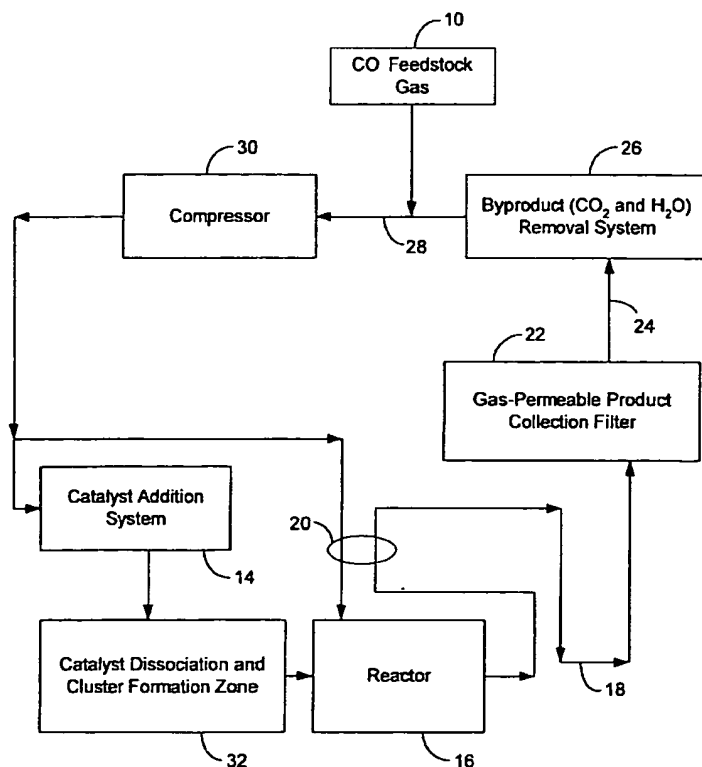 10
CO Feedstock
Gas
30
Compressor
28
26
Byproduct (CO₂ and H₂O)
Removal System
24
22
Gas-Permeable Product
Collection Filter
Catalyst Addition
System
14
20
18
Catalyst Dissociation and
Cluster Formation Zone
32
Reactor
16